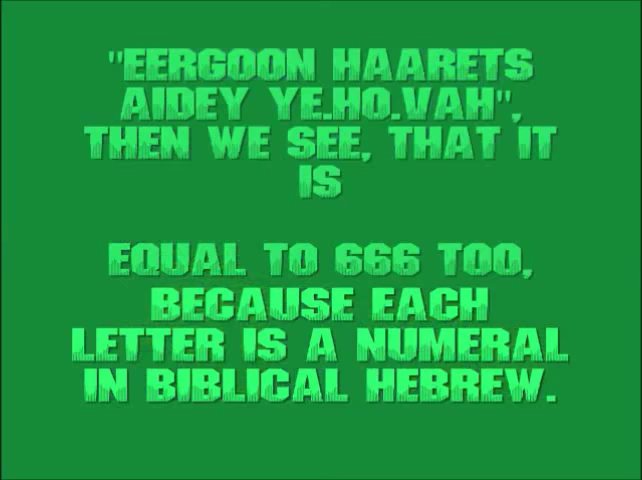 "EERGOON HAARETS
AIDEY YE.HO.VAH",
THEN WE SEE, THAT IT
IS
EQUAL TO 666 TOO,
BECAUSE EACH
LETTER IS A NUMERAL
IN BIBLICAL HEBREW.